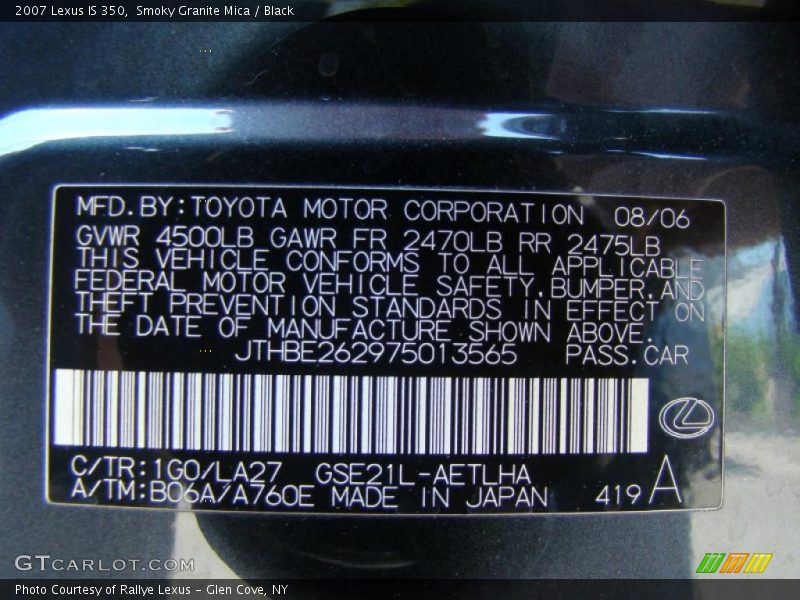 2007 Lexus IS 350, Smoky Granite Mica / Black
MFD.BY:TOYOTA MOTOR CORPORATION 08/06
GVWR 4500LB GAWR FR 2470LB RR 2475LB
THIS VEHICLE CONFORMS TO ALL APPLICABLE
FEDERAL MOTOR VEHICLE SAFETY,BUMPER,AND
THEFT PREVENTION STANDARDS IN EFFECT ON
THE DATE OF MANUFACTURE SHOWN ABOVE.
JTHBE262975013565 PASS.CAR
C/TR:1G0/LA27 GSE21L-AETLHA
A/TM:B06A/A760E MADE IN JAPAN 419 A
GTCARLOT.COM
Photo Courtesy of Rallye Lexus - Glen Cove, NY